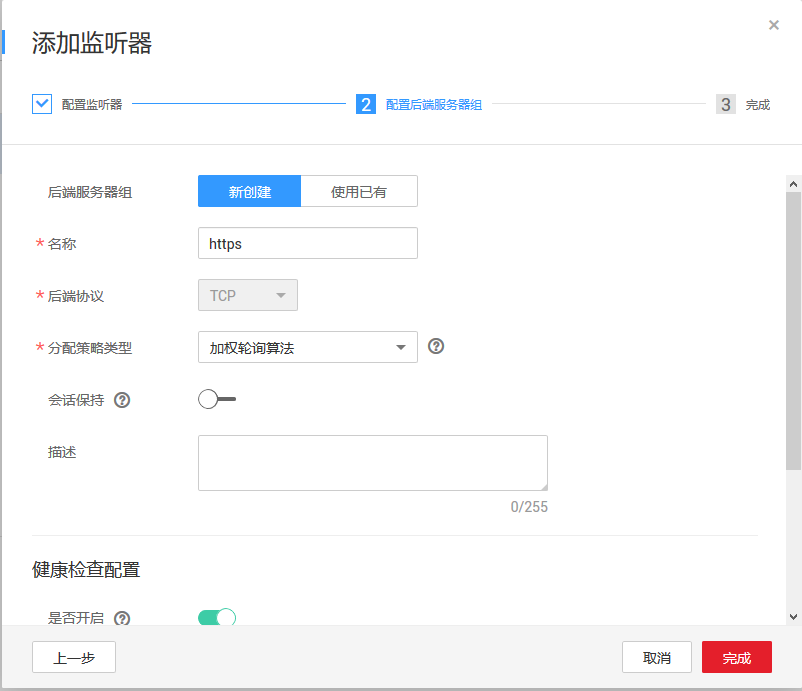 添加监听器
配置监听器 2 配置后端服务器组 3 完成
后端服务器组 新创建 使用已有
* 名称 https
* 后端协议 TCP
* 分配策略类型 加权轮询算法 ?
会话保持 ?
描述
0/255
健康检查配置
是否开启 ?
上一步 取消 完成